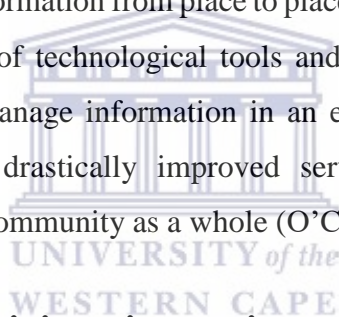 formation from place to place
of technological tools and
anage information in an e
drastically improved ser
ommunity as a whole (O'C
UNIVERSITY of the
WESTERN CAPE